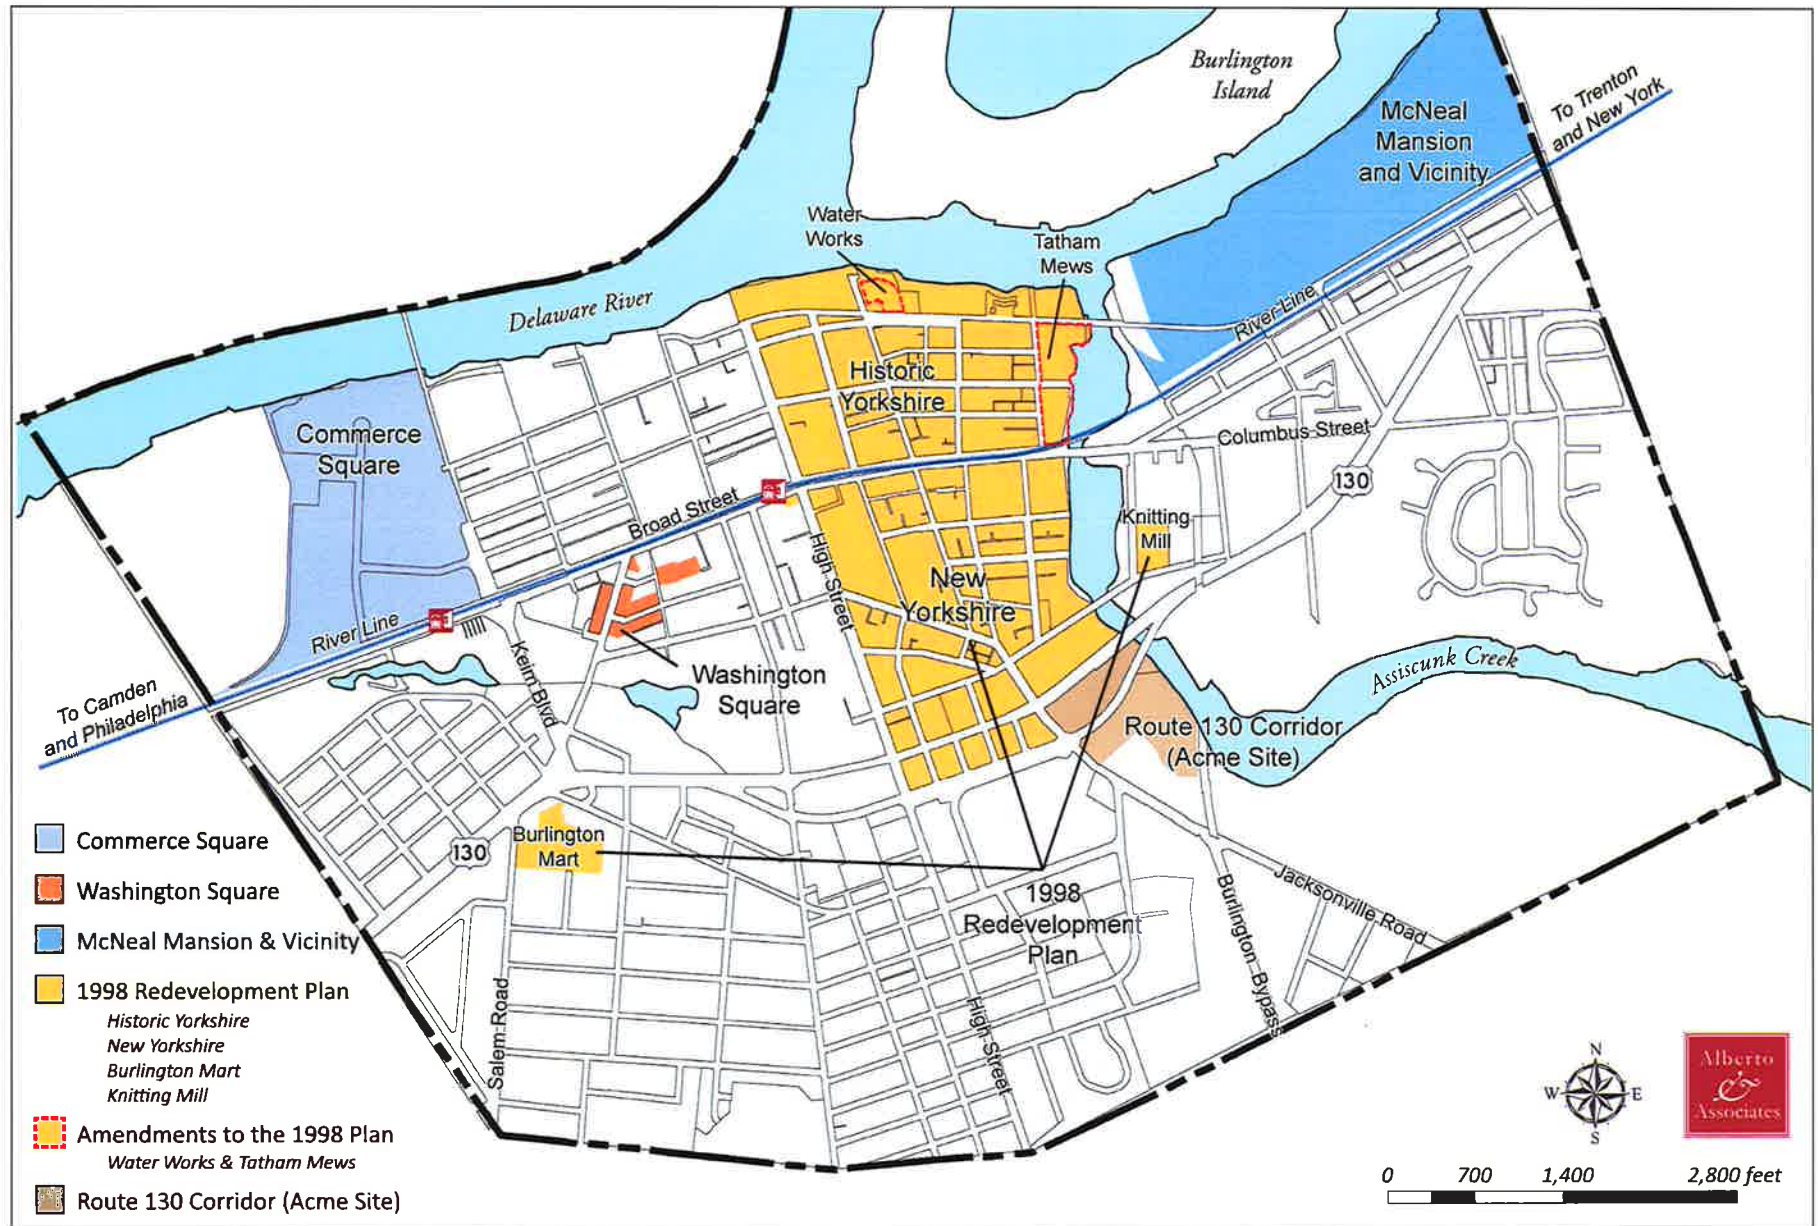 Burlington
Island
McNeal
Mansion
and Vicinity
To Trenton
and New York
Water
Works
Tatham
Mews
Delaware River
River Line
Historic
Yorkshire
Commerce
Square
Columbus Street
130
Broad Street
Knitting
Mill
High Street
New
Yorkshire
River Line
Keim Blvd
Washington
Square
Assiscunk Creek
To Camden
and Philadelphia
Route 130 Corridor
(Acme Site)
130
Burlington
Mart
1998
Redevelopment
Plan
Jacksonville Road
Burlington Bypass
Salem Road
High Street
Commerce Square
Washington Square
McNeal Mansion & Vicinity
1998 Redevelopment Plan
Historic Yorkshire
New Yorkshire
Burlington Mart
Knitting Mill
Amendments to the 1998 Plan
Water Works & Tatham Mews
Route 130 Corridor (Acme Site)
N
W E
S
Alberto
&
Associates
0 700 1,400 2,800 feet